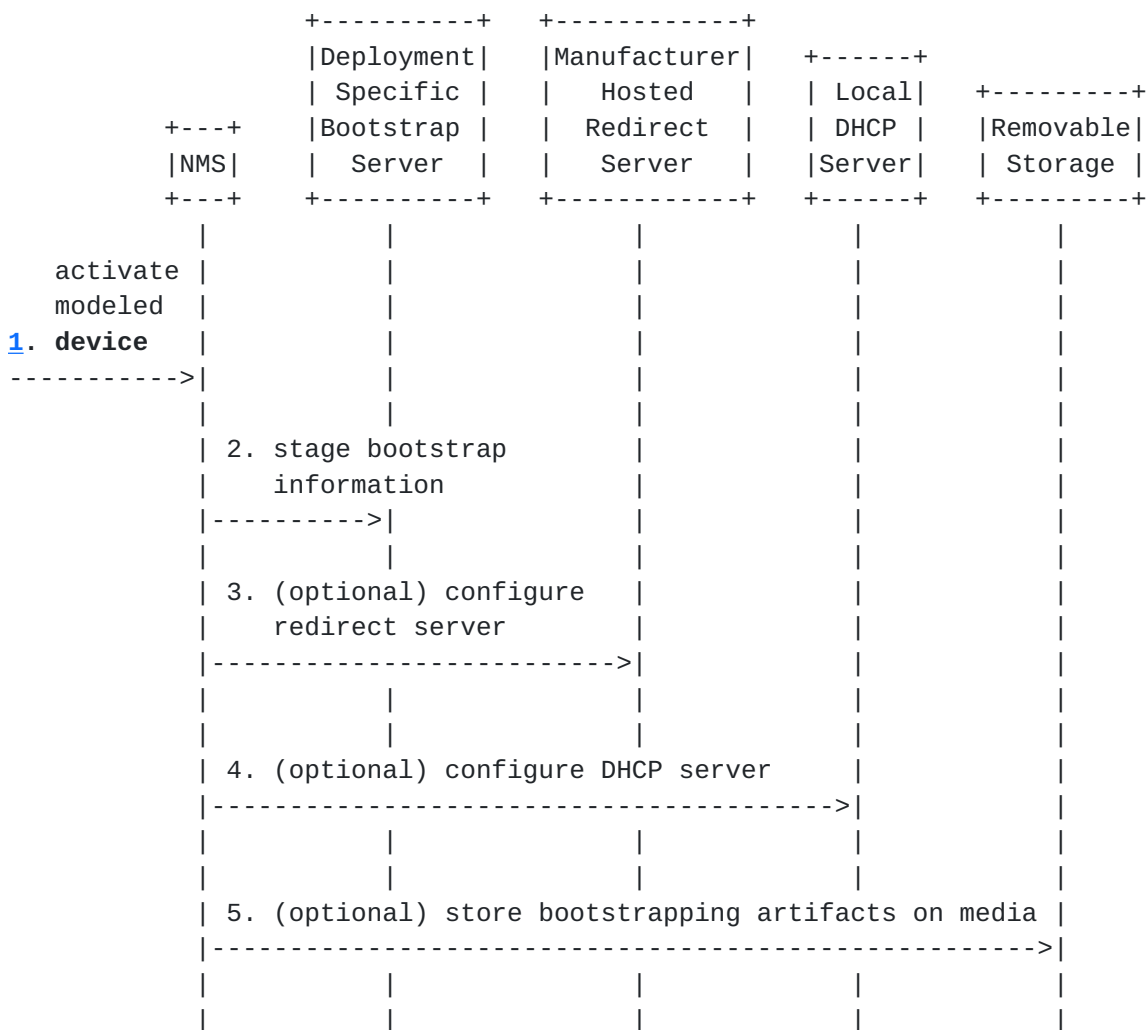 +----------+   +------------+
|Deployment|   |Manufacturer|   +------+
| Specific |   |   Hosted   |   | Local|   +---------+
+---+    |Bootstrap |   |  Redirect  |   | DHCP |   |Removable|
|NMS|    |  Server  |   |   Server   |   |Server|   | Storage |
+---+    +----------+   +------------+   +------+   +---------+
activate
modeled
1. device
----------->|
2. stage bootstrap
information
|---------->|
3. (optional) configure
redirect server
|-------------------------->|
4. (optional) configure DHCP server
|---------------------------------------->|
5. (optional) store bootstrapping artifacts on media
|----------------------------------------------------->|